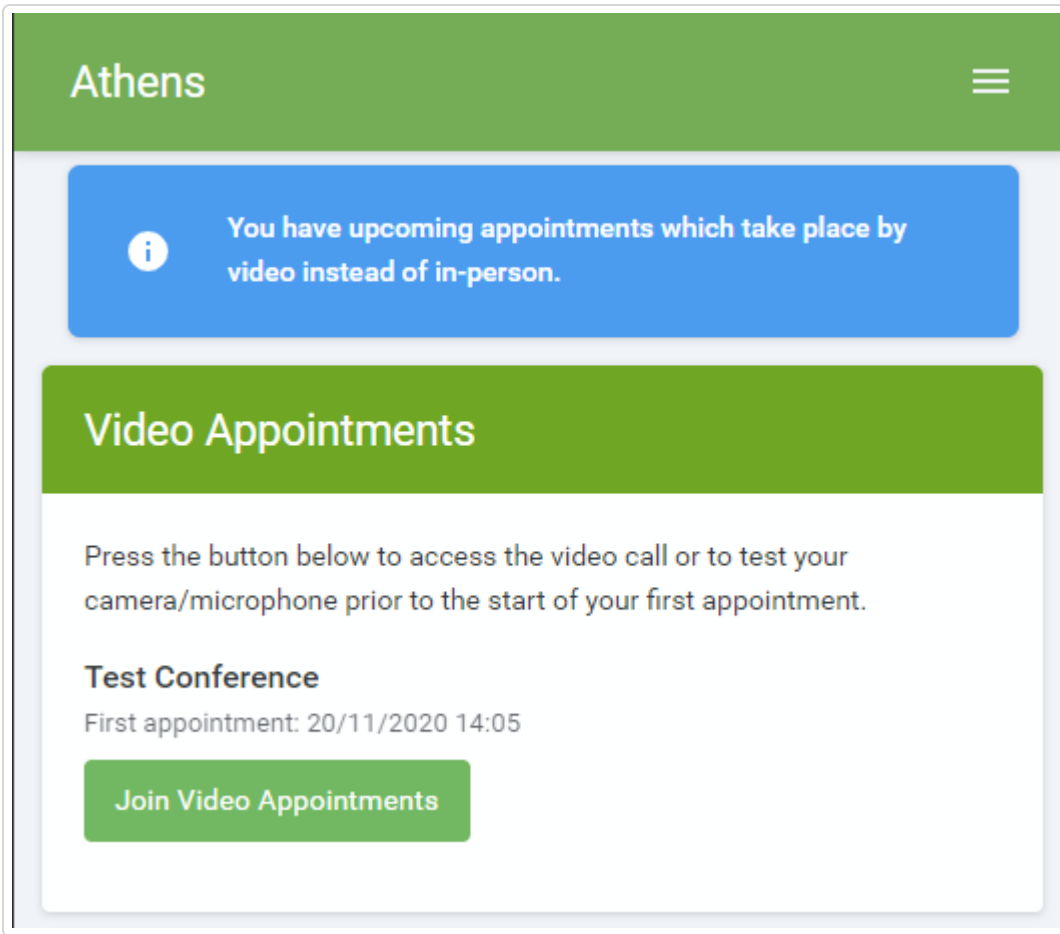 Athens
You have upcoming appointments which take place by
video instead of in-person.
Video Appointments
Press the button below to access the video call or to test your
camera/microphone prior to the start of your first appointment.
Test Conference
First appointment: 20/11/2020 14:05
Join Video Appointments